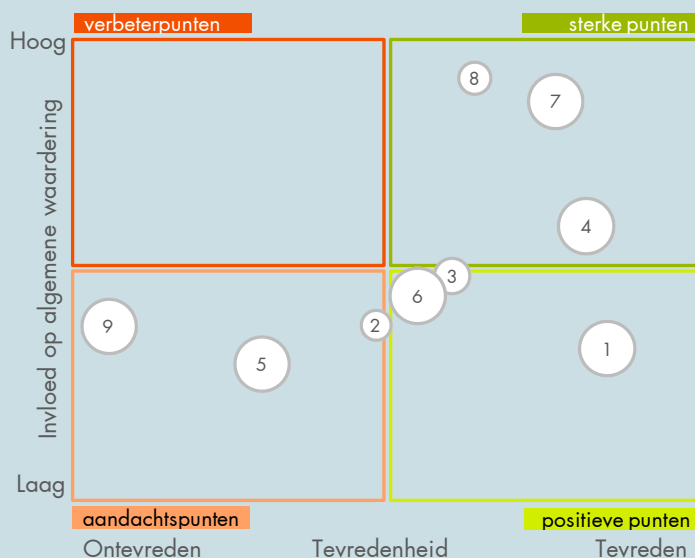 verbeterpunten
sterke punten
Hoog
8
7
Invloed op algemene waardering
4
3
6
9
2
1
5
Laag
aandachtspunten
positieve punten
Ontevreden
Tevredenheid
Tevreden